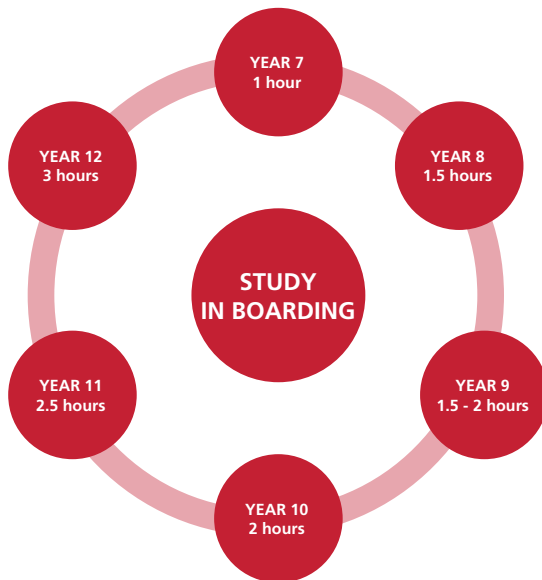 YEAR 7
1 hour
YEAR 8
1.5 hours
YEAR 9
1.5 - 2 hours
YEAR 10
2 hours
YEAR 11
2.5 hours
YEAR 12
3 hours
STUDY
IN BOARDING